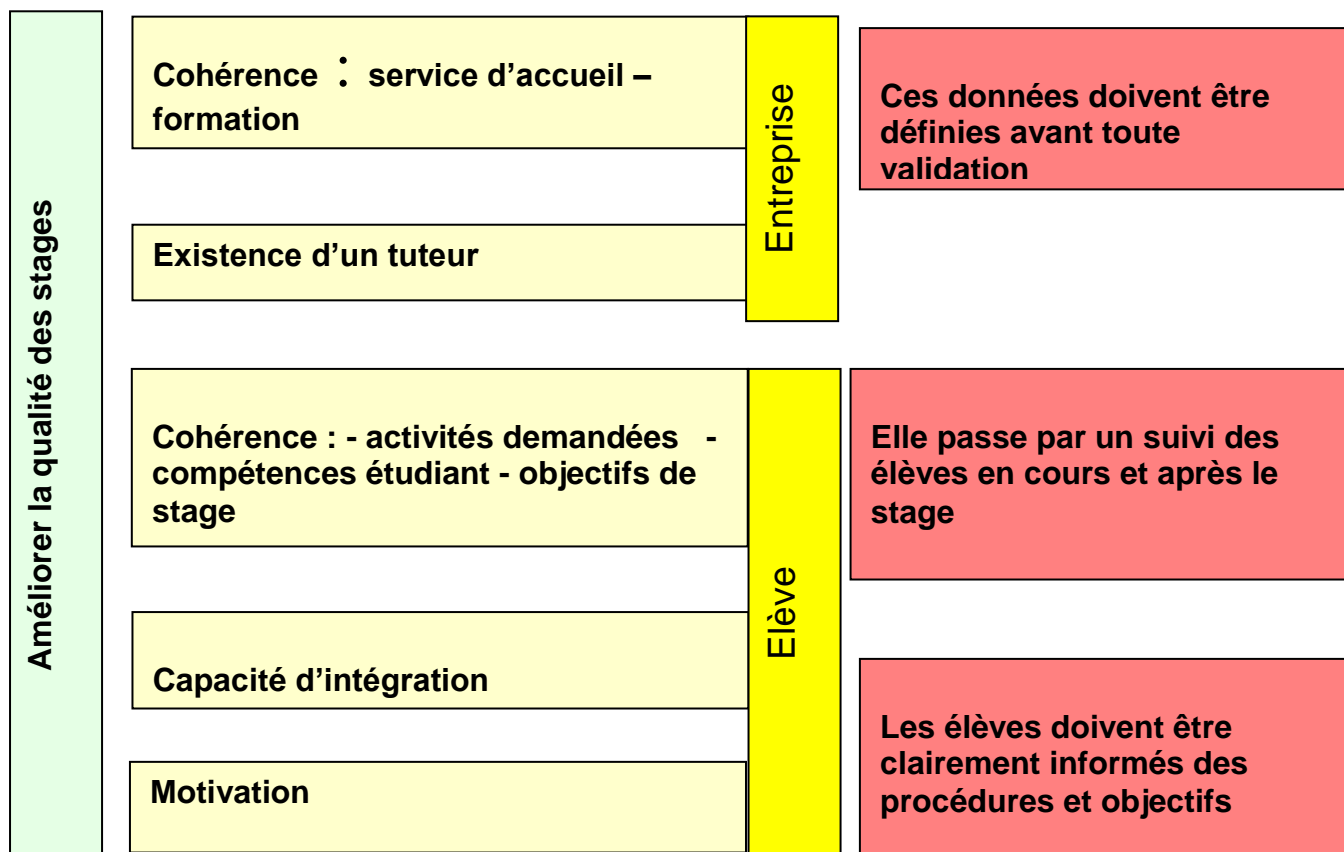 Améliorer la qualité des stages
Cohérence : service d’accueil –
formation
Existence d’un tuteur
Entreprise
Ces données doivent être
définies avant toute
validation
Cohérence : - activités demandées -
compétences étudiant - objectifs de
stage
Capacité d’intégration
Motivation
Elève
Elle passe par un suivi des
élèves en cours et après le
stage
Les élèves doivent être
clairement informés des
procédures et objectifs